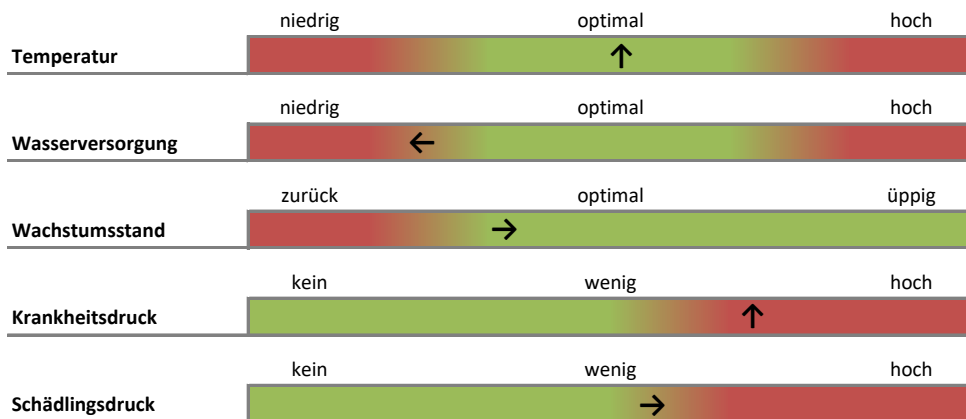 niedrig optimal hoch
Temperatur
niedrig optimal hoch
Wasserversorgung
zurück optimal üppig
Wachstumsstand
kein wenig hoch
Krankheitsdruck
kein wenig hoch
Schädlingsdruck